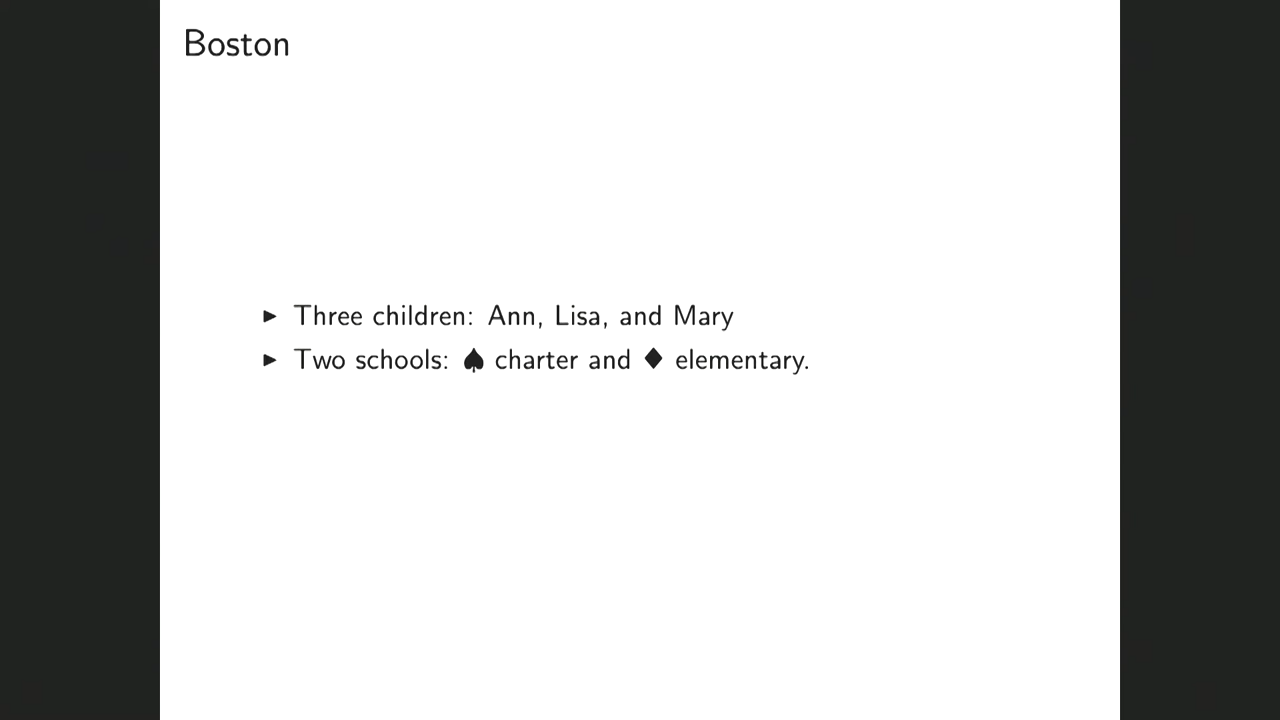 Boston
▶ Three children: Ann, Lisa, and Mary
▶ Two schools: ♠ charter and ♦ elementary.